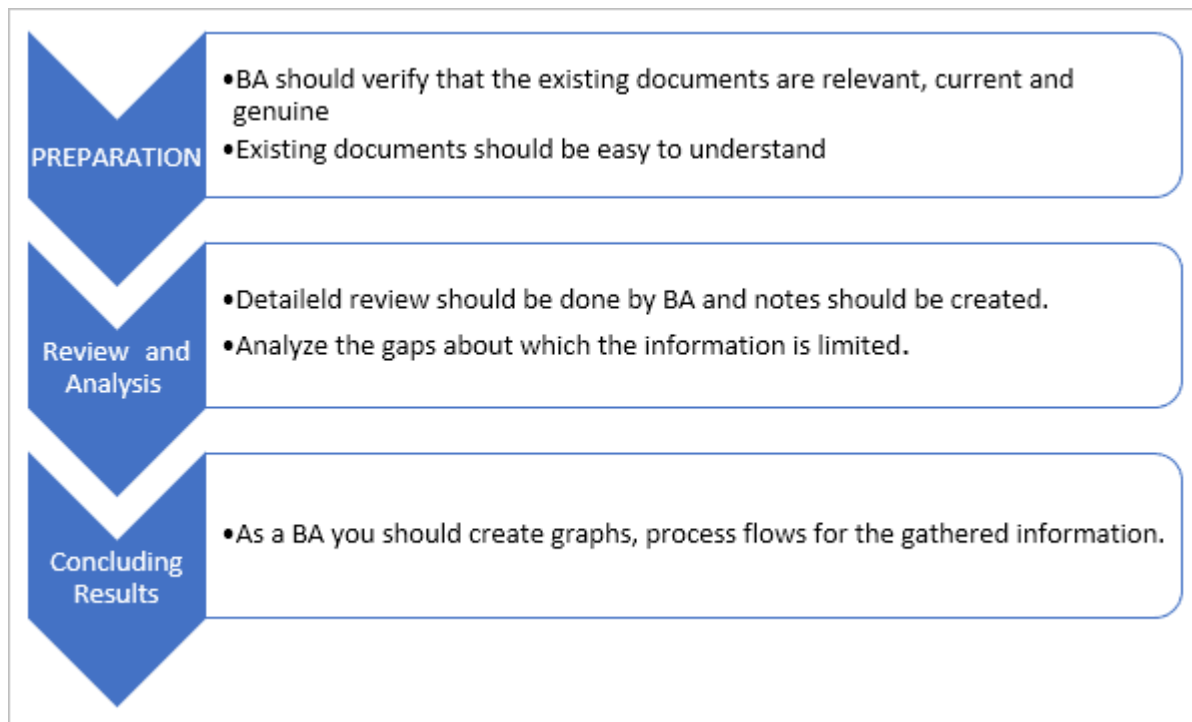 PREPARATION
•BA should verify that the existing documents are relevant, current and
genuine
•Existing documents should be easy to understand
Review and
Analysis
•Detaileld review should be done by BA and notes should be created.
•Analyze the gaps about which the information is limited.
Concluding
Results
•As a BA you should create graphs, process flows for the gathered information.